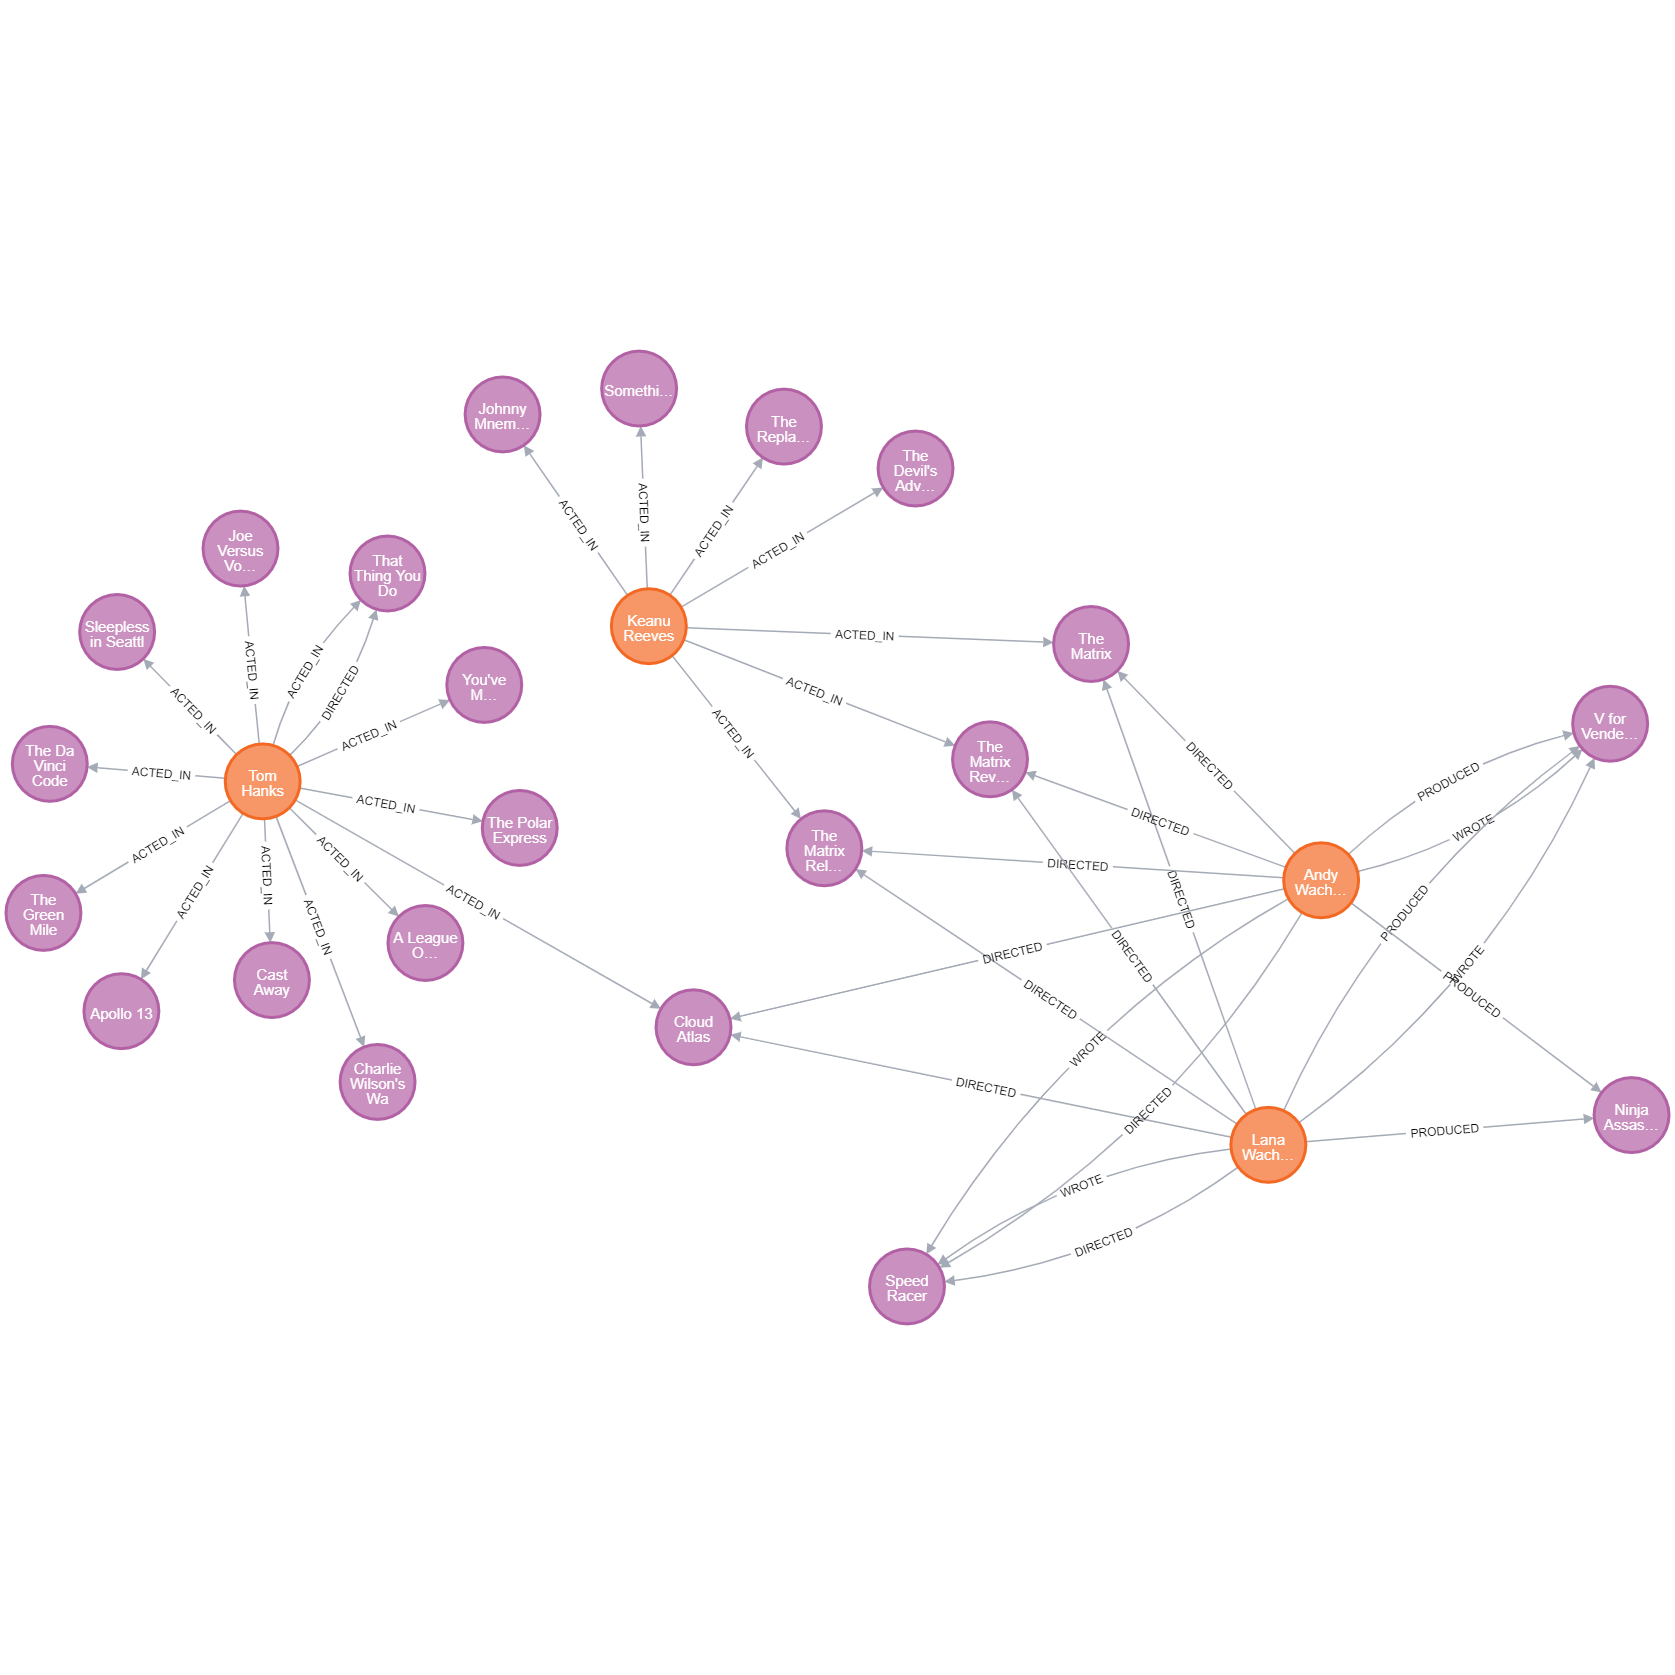 Somethi...
Johnny
Mnem...
The
Repla...
The
Devil's
Adv...
ACTED_IN
ACTED_IN
ACTED_IN
ACTED_IN
Joe
Versus
Vo...
That
Thing You
Do
Sleepless
in Seattl
Keanu
Reeves
ACTED_IN
The
Matrix
ACTED_IN
ACTED_IN
DIRECTED
You've
M...
ACTED_IN
ACTED_IN
ACTED_IN
ACTED_IN
V for
Vende...
The Da
Vinci
Code
ACTED_IN
Tom
Hanks
ACTED_IN
The
Matrix
Rev...
DIRECTED
PRODUCED
ACTED_IN
The Polar
Express
DIRECTED
WROTE
The
Matrix
Rel...
ACTED_IN
ACTED_IN
ACTED_IN
ACTED_IN
DIRECTED
Andy
Wach...
The
Green
Mile
ACTED_IN
ACTED_IN
ACTED_IN
DIRECTED
PRODUCED
A League
O...
DIRECTED
DIRECTED
WROTE
Cast
Away
PRODUCED
Apollo 13
DIRECTED
Cloud
Atlas
WROTE
Charlie
Wilson's
Wa
DIRECTED
DIRECTED
Ninja
Assas...
PRODUCED
Lana
Wach...
WROTE
DIRECTED
Speed
Racer